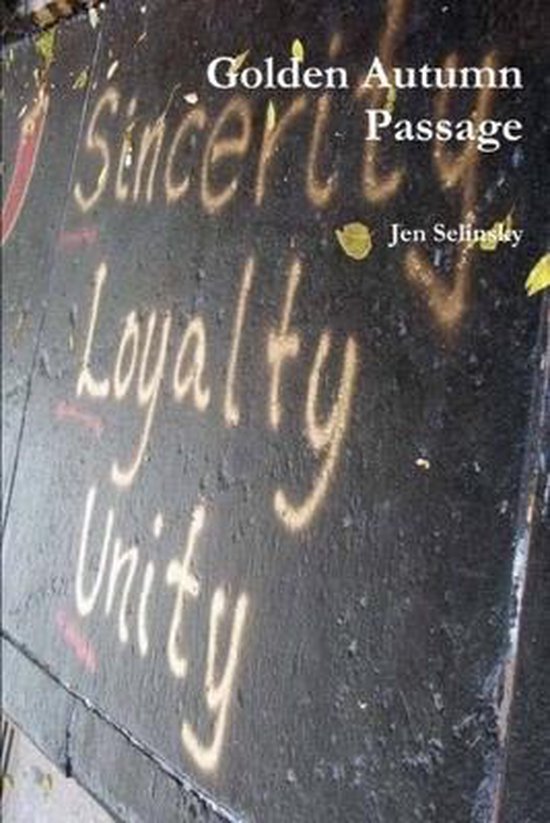 Golden Autumn
Passage
Jen Selinsky
Sincerity
Loyalty
Unity